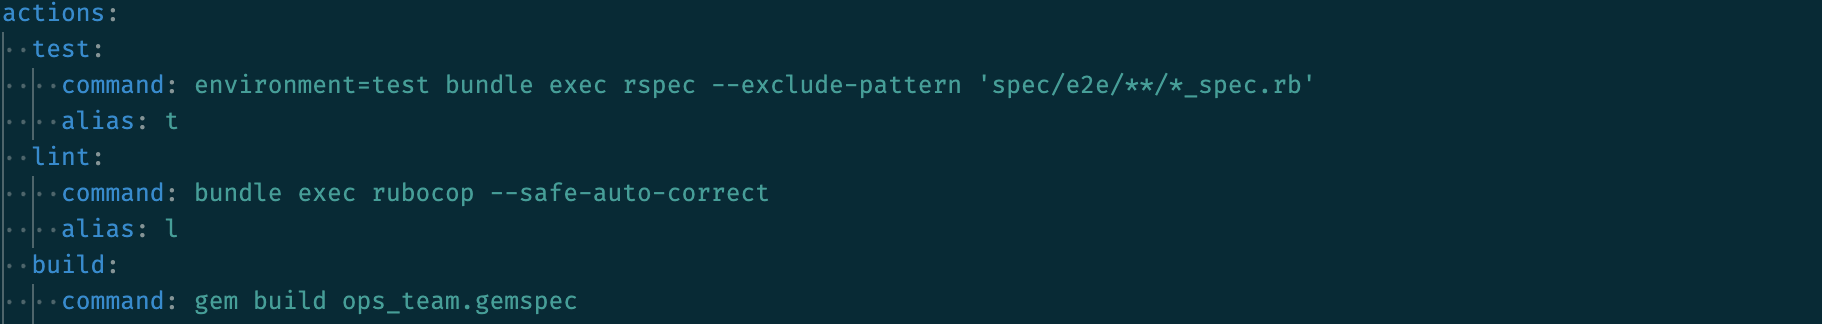 actions:
  test:
    command: environment=test bundle exec rspec --exclude-pattern 'spec/e2e/**/*_spec.rb'
    alias: t
  lint:
    command: bundle exec rubocop --safe-auto-correct
    alias: l
  build:
    command: gem build ops_team.gemspec